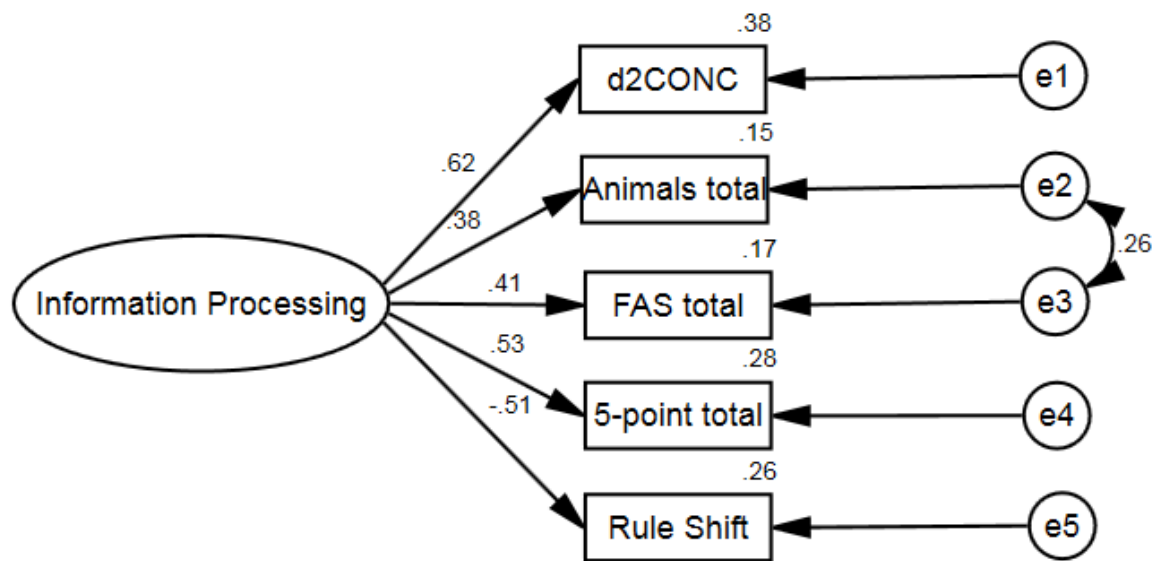 .38
d2CONC
e1
.62
.15
Animals total
e2
.38
.26
.17
Information Processing
.41
FAS total
e3
.53
.28
5-point total
e4
-.51
.26
Rule Shift
e5